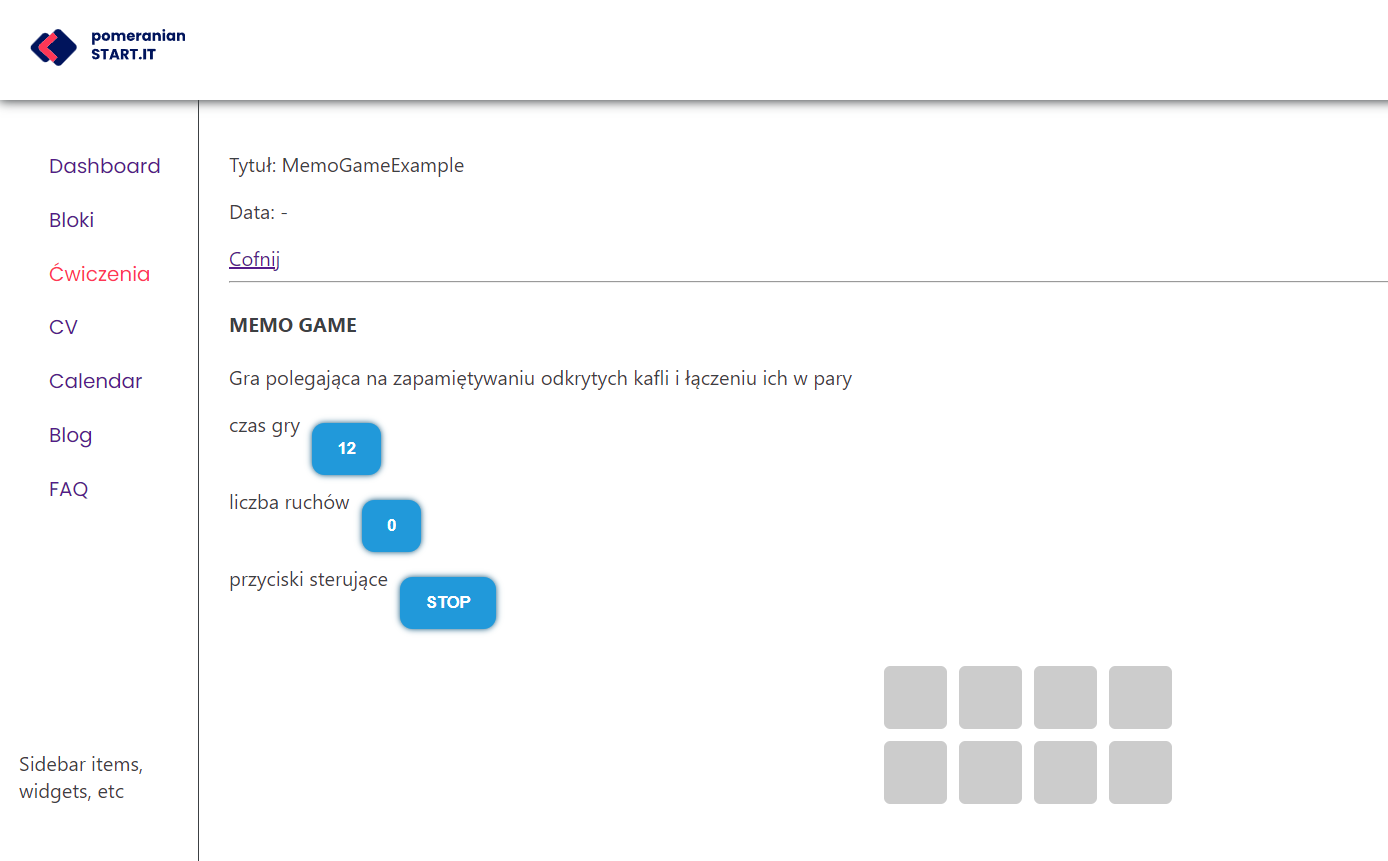 pomeranian
START.IT
Dashboard
Bloki
Ćwiczenia
CV
Calendar
Blog
FAQ
Sidebar items,
widgets, etc
Tytuł: MemoGameExample
Data: -
Cofnij
MEMO GAME
Gra polegająca na zapamiętywaniu odkrytych kafli i łączeniu ich w pary
czas gry 12
liczba ruchów 0
przyciski sterujące STOP